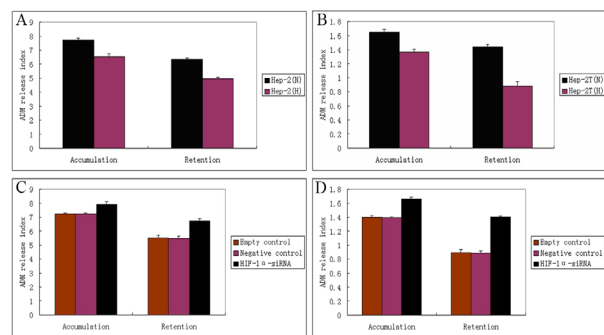 A
ADM release index
8
7
6
5
4
3
2
1
0
Accumulation
Retention
Hep-2(N)
Hep-2(H)
B
ADM release index
1.8
1.6
1.4
1.2
1
0.8
0.6
0.4
0.2
0
Accumulation
Retention
Hep-2T(N)
Hep-2T(H)
C
ADM release index
9
8
7
6
5
4
3
2
1
0
Accumulation
Retention
Empty control
Negative control
HIF-1α-siRNA
D
ADM release index
1.8
1.6
1.4
1.2
1
0.8
0.6
0.4
0.2
0
Accumulation
Retention
Empty control
Negative control
HIF-1α-siRNA